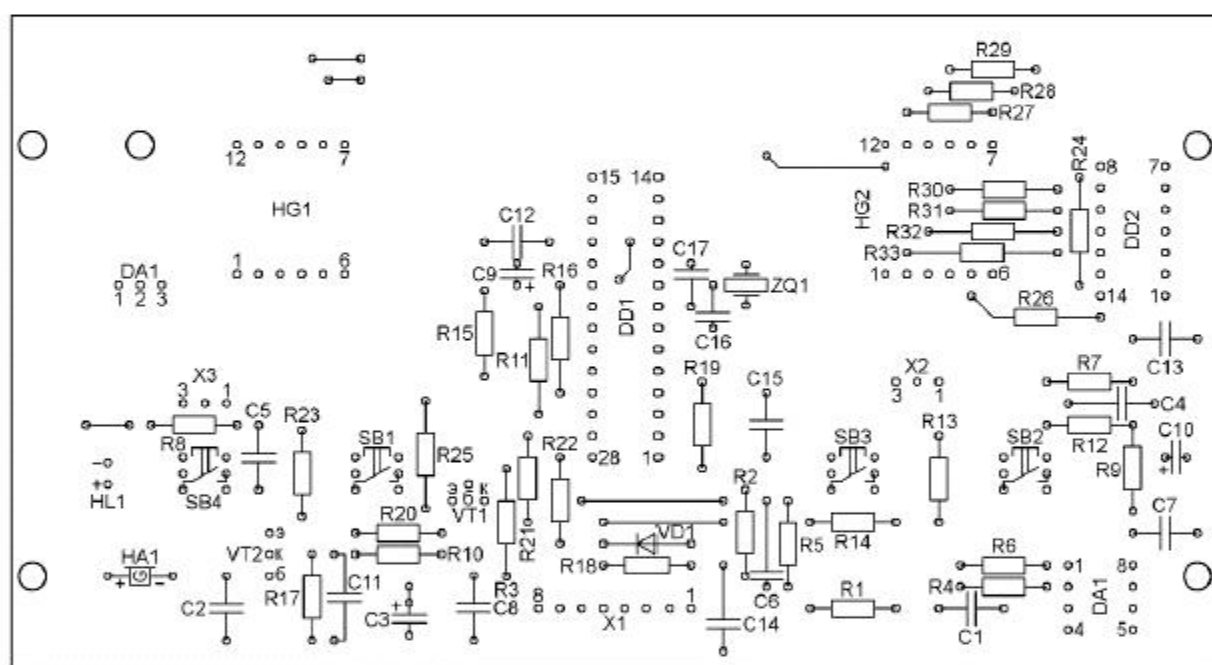 R29
R28
R27
12 7
12 7
R24
8 7
15 14
HG1
HG2
R30
R31
R32
R33
DD2
C12
C17
DA1
1 2 3
1 6
C9 +
R16
DD1
ZQ1
1 6
14 1
R26
R15
R11
C16
C13
X3
3 1
R19
C15
X2
3 1
R7
C4
R8
C5
R23
SB1
R25
R22
28 1
SB3
R13
SB2
R12
C10
+
R9
-
+
HL1
SB4
3 K
VT1
R2
R20
R21
VD1
R5
R14
C7
3
VT2 K
б
R10
R18
R6
HA1
+ G -
C2
R17
C11
+
C3
R3
C8
8 1
X1
C14
C6
R1
R4
C1
1 8
DA1
4 5